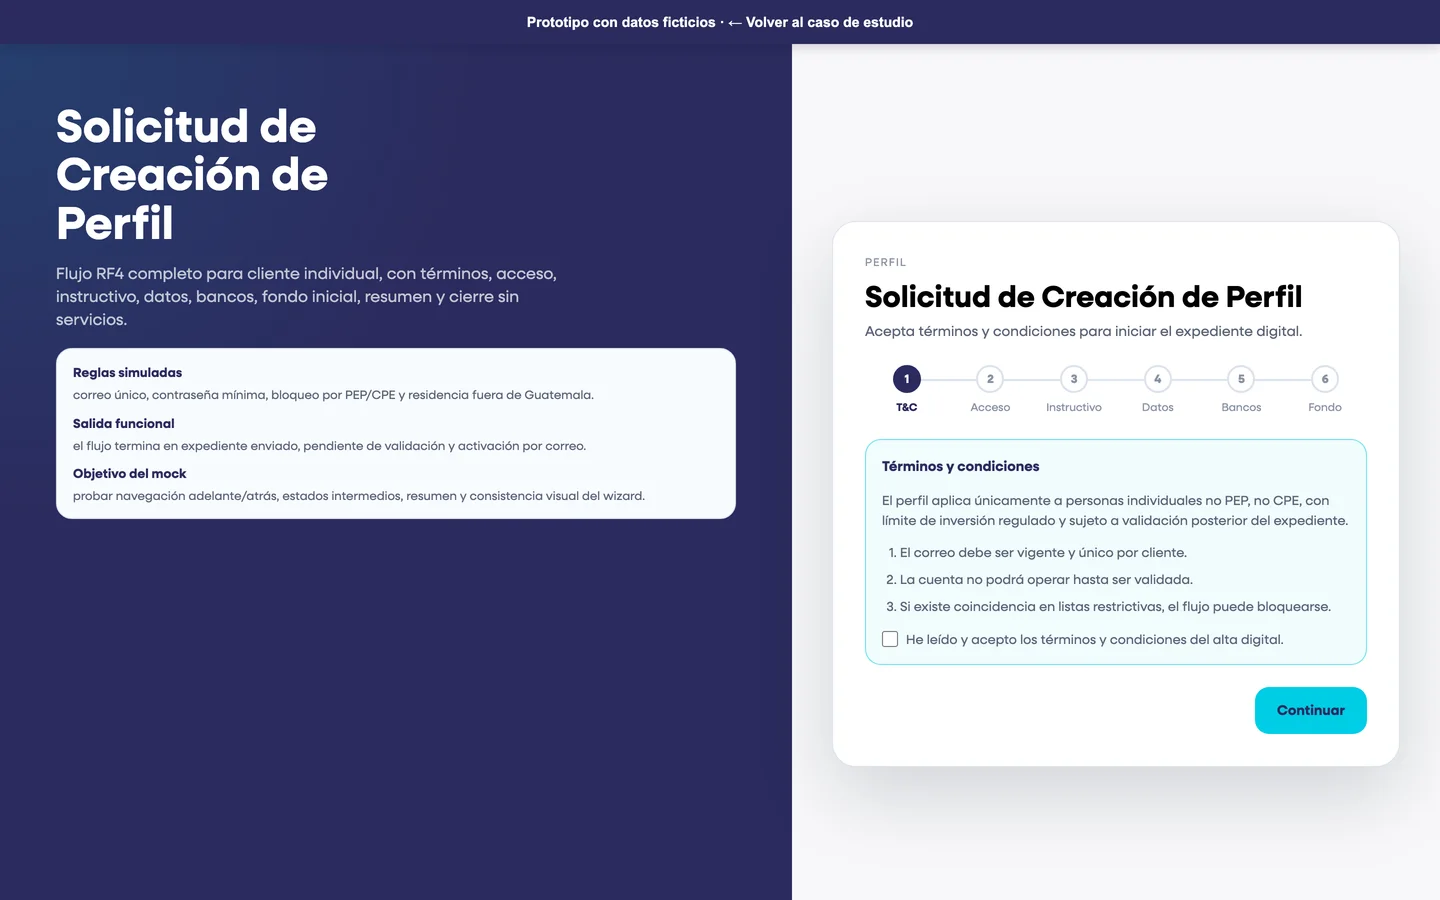 Prototipo con datos ficticios · ← Volver al caso de estudio
Solicitud de
Creación de
Perfil
Flujo RF4 completo para cliente individual, con términos, acceso,
instructivo, datos, bancos, fondo inicial, resumen y cierre sin
servicios.
Reglas simuladas
correo único, contraseña mínima, bloqueo por PEP/CPE y residencia fuera de Guatemala.
Salida funcional
el flujo termina en expediente enviado, pendiente de validación y activación por correo.
Objetivo del mock
probar navegación adelante/atrás, estados intermedios, resumen y consistencia visual del wizard.
PERFIL
Solicitud de Creación de Perfil
Acepta términos y condiciones para iniciar el expediente digital.
1 2 3 4 5 6
T&C Acceso Instructivo Datos Bancos Fondo
Términos y condiciones
El perfil aplica únicamente a personas individuales no PEP, no CPE, con
límite de inversión regulado y sujeto a validación posterior del expediente.
1. El correo debe ser vigente y único por cliente.
2. La cuenta no podrá operar hasta ser validada.
3. Si existe coincidencia en listas restrictivas, el flujo puede bloquearse.
He leído y acepto los términos y condiciones del alta digital.
Continuar